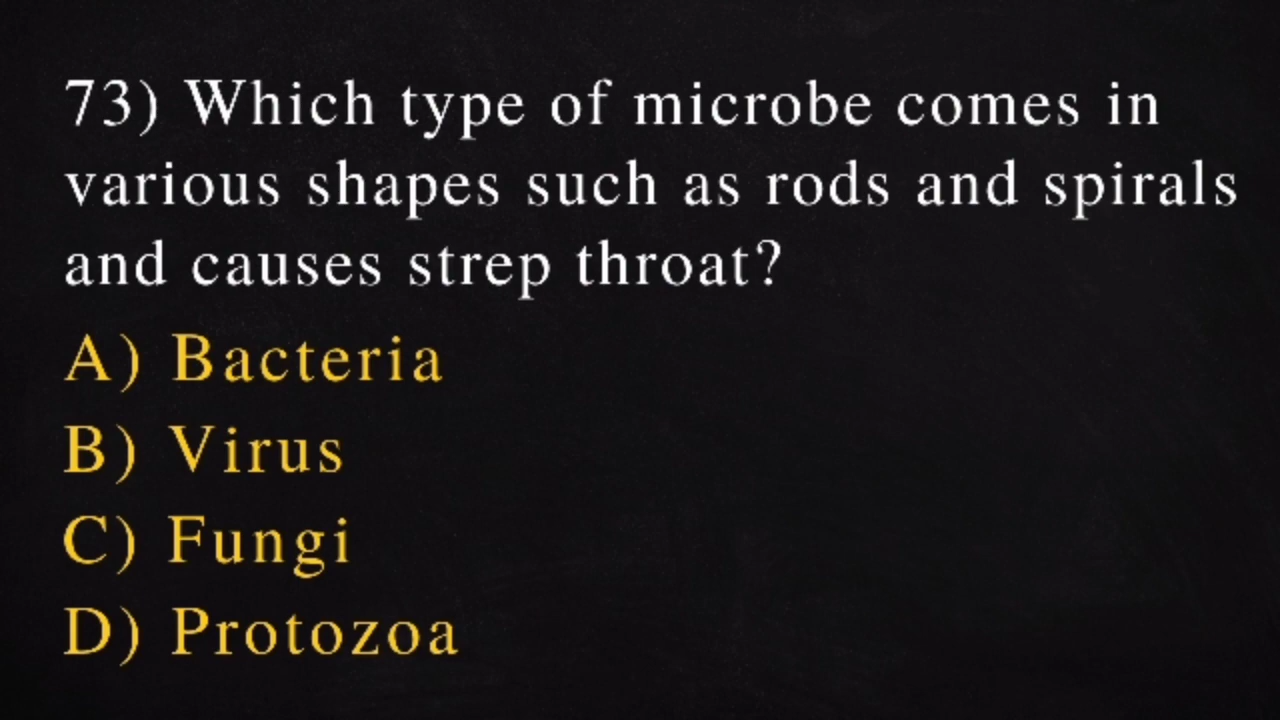 73) Which type of microbe comes in
various shapes such as rods and spirals
and causes strep throat?
A) Bacteria
B) Virus
C) Fungi
D) Protozoa